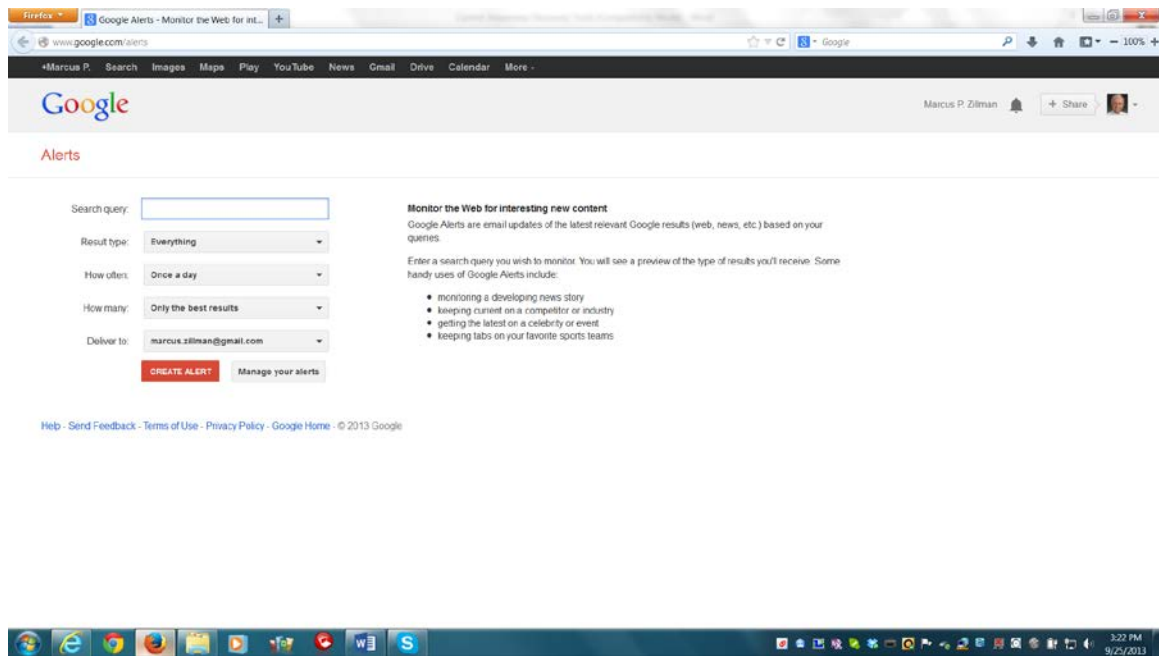 Firefox
Google Alerts - Monitor the Web for int...
www.google.com/alerts
Google
100%
+Marcus P. Search Images Maps Play YouTube News Gmail Drive Calendar More
Google
Marcus P. Zillman
+ Share
Alerts
Search query:
Result type: Everything
How often: Once a day
How many: Only the best results
Deliver to: marcus.zillman@gmail.com
CREATE ALERT Manage your alerts
Monitor the Web for interesting new content
Google Alerts are email updates of the latest relevant Google results (web, news, etc.) based on your
queries.
Enter a search query you wish to monitor. You will see a preview of the type of results you'll receive. Some
handy uses of Google Alerts include:
• monitoring a developing news story
• keeping current on a competitor or industry
• getting the latest on a celebrity or event
• keeping tabs on your favorite sports teams
Help - Send Feedback - Terms of Use - Privacy Policy - Google Home - © 2013 Google
3:22 PM
9/25/2013